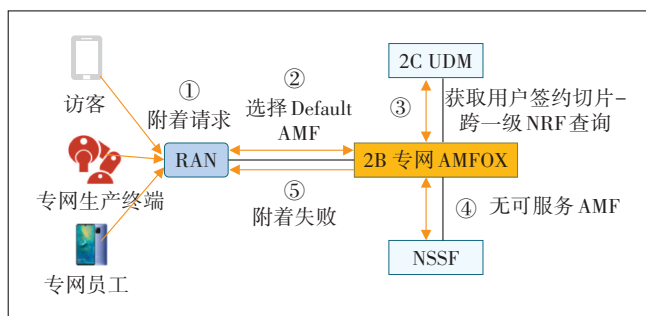 访客
专网生产终端
专网员工
①
附着请求
RAN
②
选择 Default
AMF
⑤
附着失败
2C UDM
③
获取用户签约切片-
跨一级 NRF 查询
2B 专网 AMFOX
④ 无可服务 AMF
NSSF